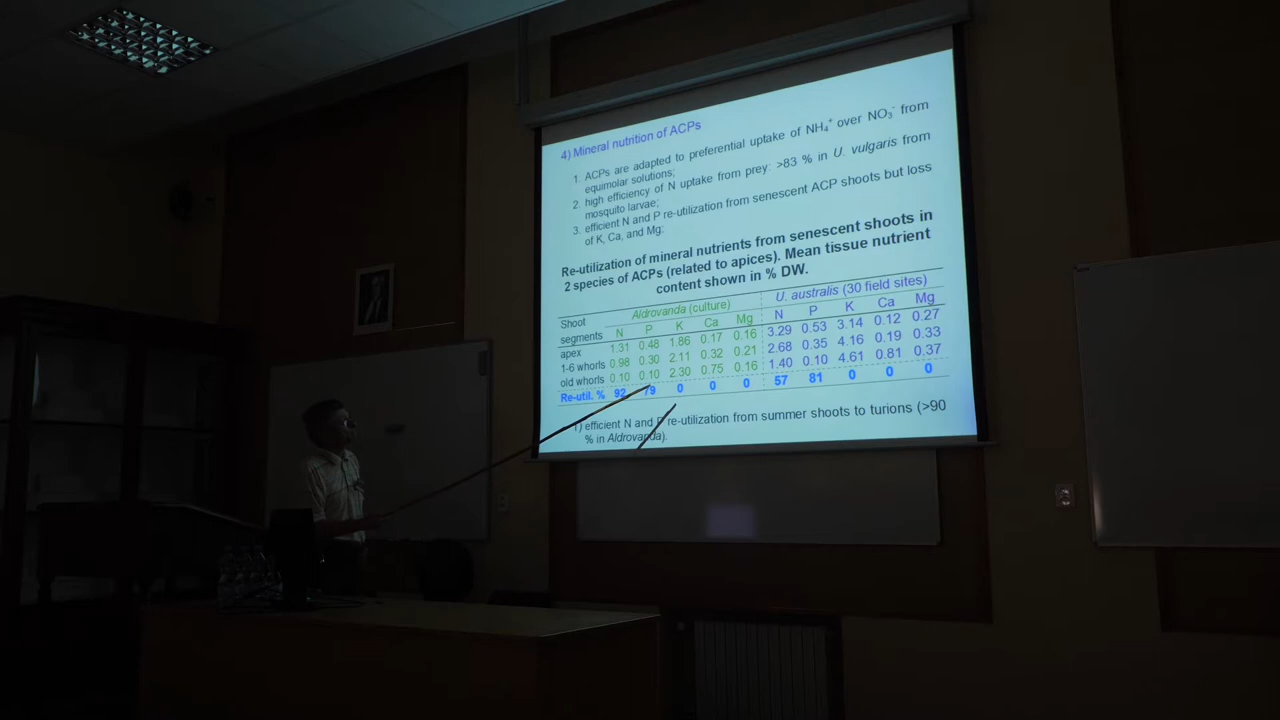 4) Mineral nutrition of ACPs
1. ACPs are adapted to preferential uptake of NH₄⁺ over NO₃⁻ from
equimolar solutions;
2. high efficiency of N uptake from prey: >83 % in U. vulgaris from
mosquito larvae;
3. efficient N and P re-utilization from senescent ACP shoots but loss
of K, Ca, and Mg:
Re-utilization of mineral nutrients from senescent shoots in
2 species of ACPs (related to apices). Mean tissue nutrient
content shown in % DW.
Shoot segments Aldrovanda (culture) U. australis (30 field sites)
N P K Ca Mg N P K Ca Mg
apex 1.31 0.48 1.86 0.17 0.16 3.29 0.53 3.14 0.12 0.27
1-6 whorls 0.98 0.30 2.11 0.32 0.21 2.68 0.35 4.16 0.19 0.33
old whorls 0.10 0.10 2.30 0.75 0.16 1.40 0.10 4.61 0.81 0.37
Re-util. % 92 79 0 0 0 57 81 0 0 0
1) efficient N and P re-utilization from summer shoots to turions (>90
% in Aldrovanda).